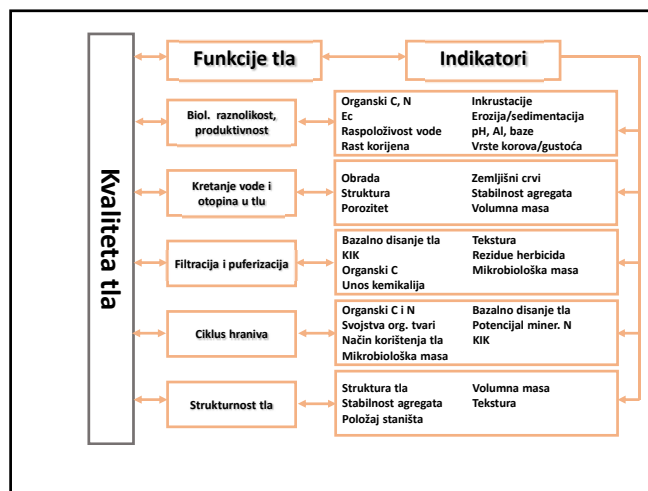 Kvaliteta tla
Funkcije tla
Indikatori
Biol. raznolikost,
produktivnost
Organski C, N
Ec
Raspoloživost vode
Rast korijena
Inkrustacije
Erozija/sedimentacija
pH, Al, baze
Vrste korova/gustoća
Kretanje vode i
otopina u tlu
Obrada
Struktura
Porozitet
Zemljišni crvi
Stabilnost agregata
Volumna masa
Filtracija i puferizacija
Bazalno disanje tla
KIK
Organski C
Unos kemikalija
Tekstura
Rezidue herbicida
Mikrobiološka masa
Ciklus hraniva
Organski C i N
Svojstva org. tvari
Način korištenja tla
Mikrobiološka masa
Bazalno disanje tla
Potencijal miner. N
KIK
Strukturnost tla
Struktura tla
Stabilnost agregata
Položaj staništa
Volumna masa
Tekstura